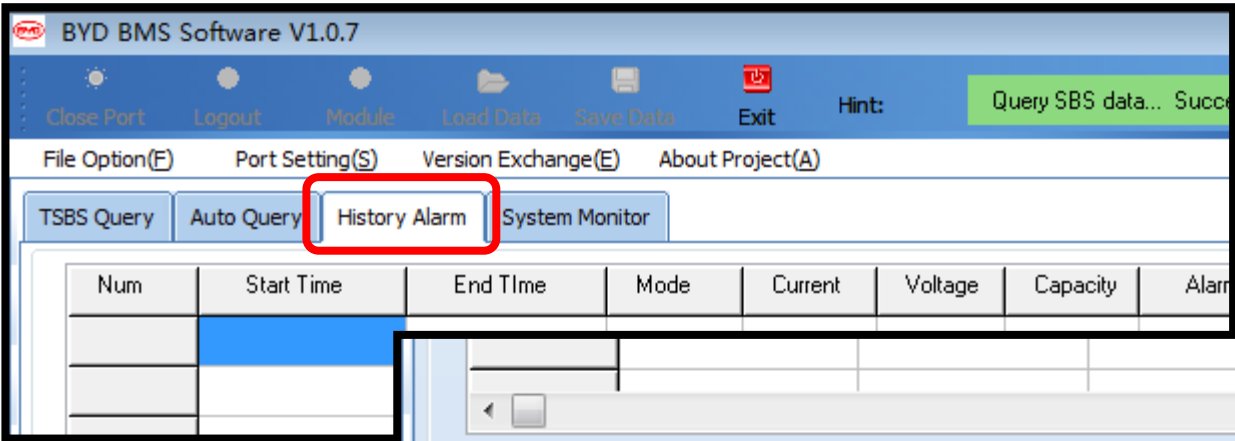 BYD BMS Software V1.0.7
Close Port Logout Module Load Data Save Data Exit Hint: Query SBS data... Succe
File Option(F) Port Setting(S) Version Exchange(E) About Project(A)
TSBS Query Auto Query History Alarm System Monitor
Num Start Time End TIme Mode Current Voltage Capacity Alarm